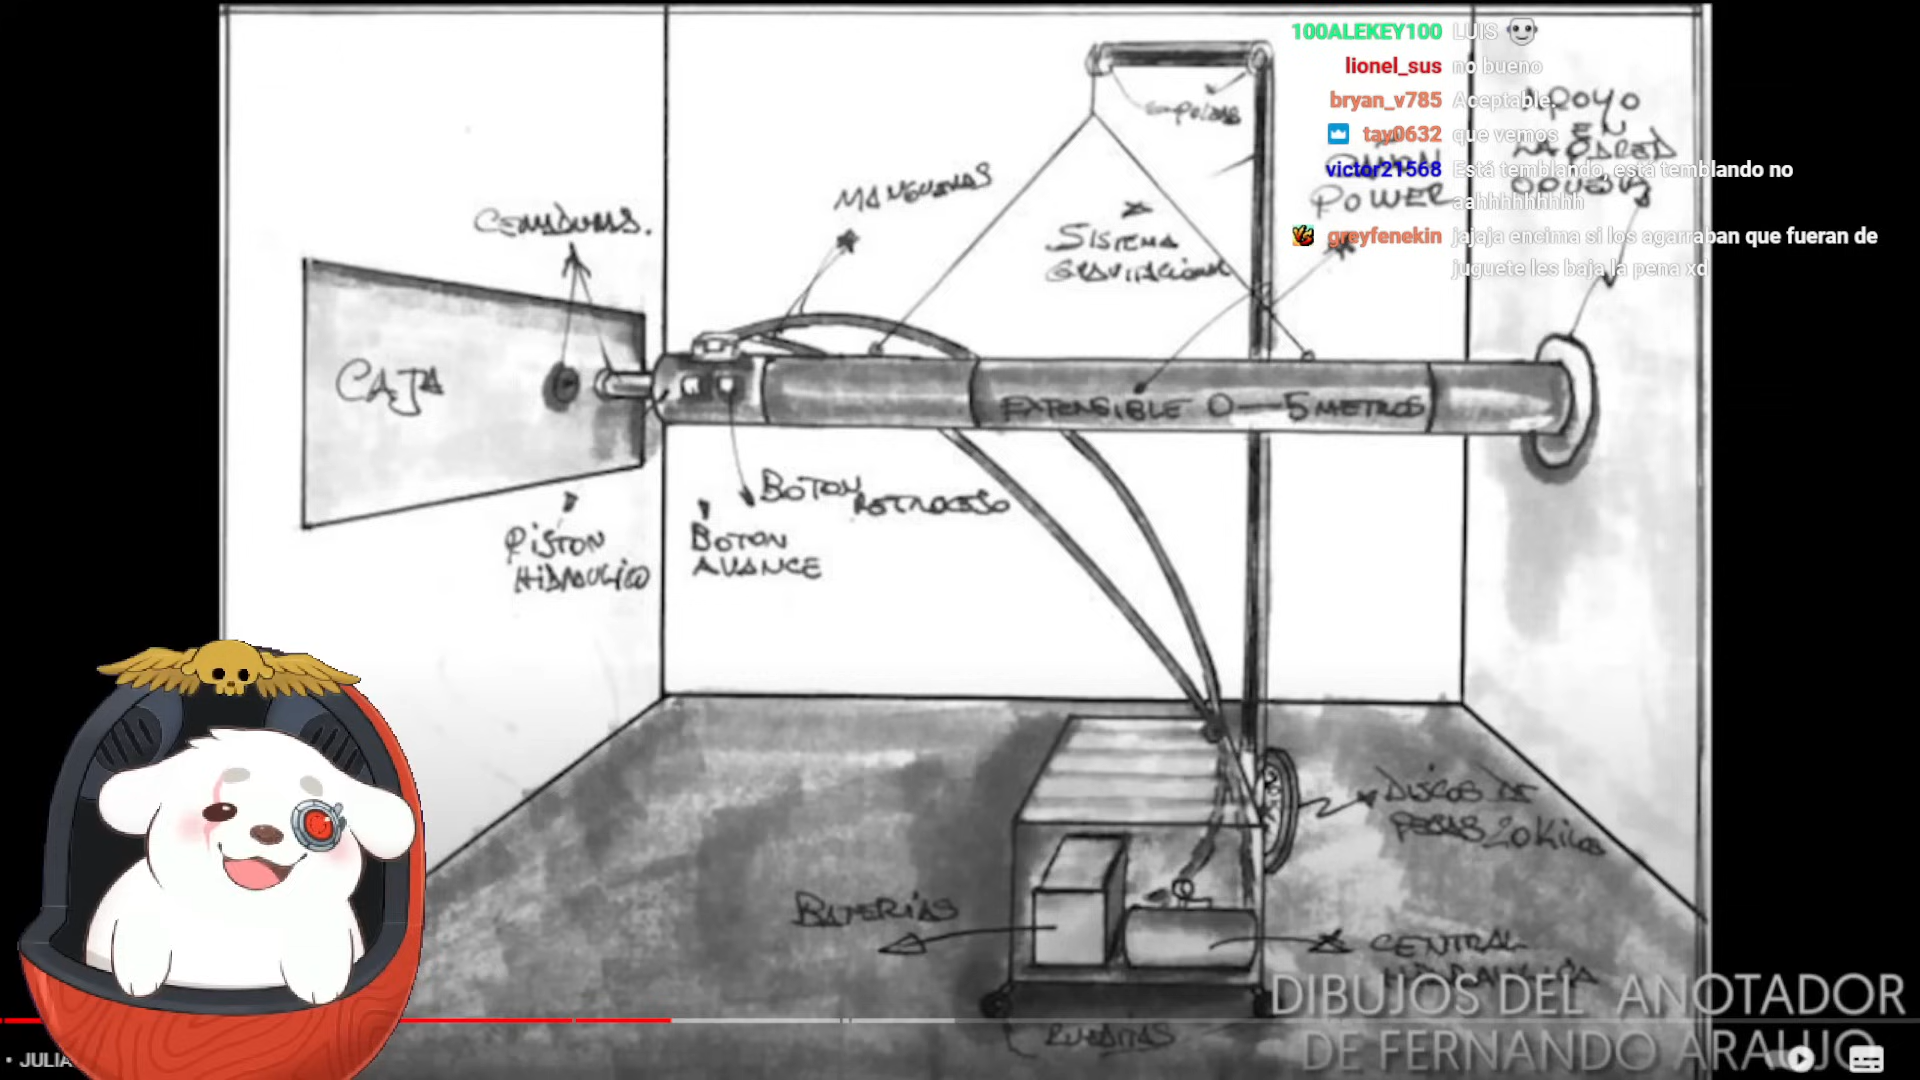 100ALEKEY100 LUIS
lionel_sus no bueno
bryan_v785 Aceptable
tay0632 que vemos
victor21568 Está temblando, está temblando no
aahhhhhhhhh
greyfenekin jajaja encima si los agarraban que fueran de
juguete les baja la pena xd
APOYO
EN
POWER
MANGUERAS
CERRADURAS.
SISTEMA
GRAVITACIONAL
CAJA
EXTENSIBLE 0—5 METROS
BOTON
RETROCESO
BOTON
AVANCE
PISTON
HIDRAULICO
DISCOS DE
PESAS 20 KILOS
BATERIAS
CENTRAL
HIDRAULICA
RUEDITAS
DIBUJOS DEL ANOTADOR
DE FERNANDO ARAUJO
• JULIA